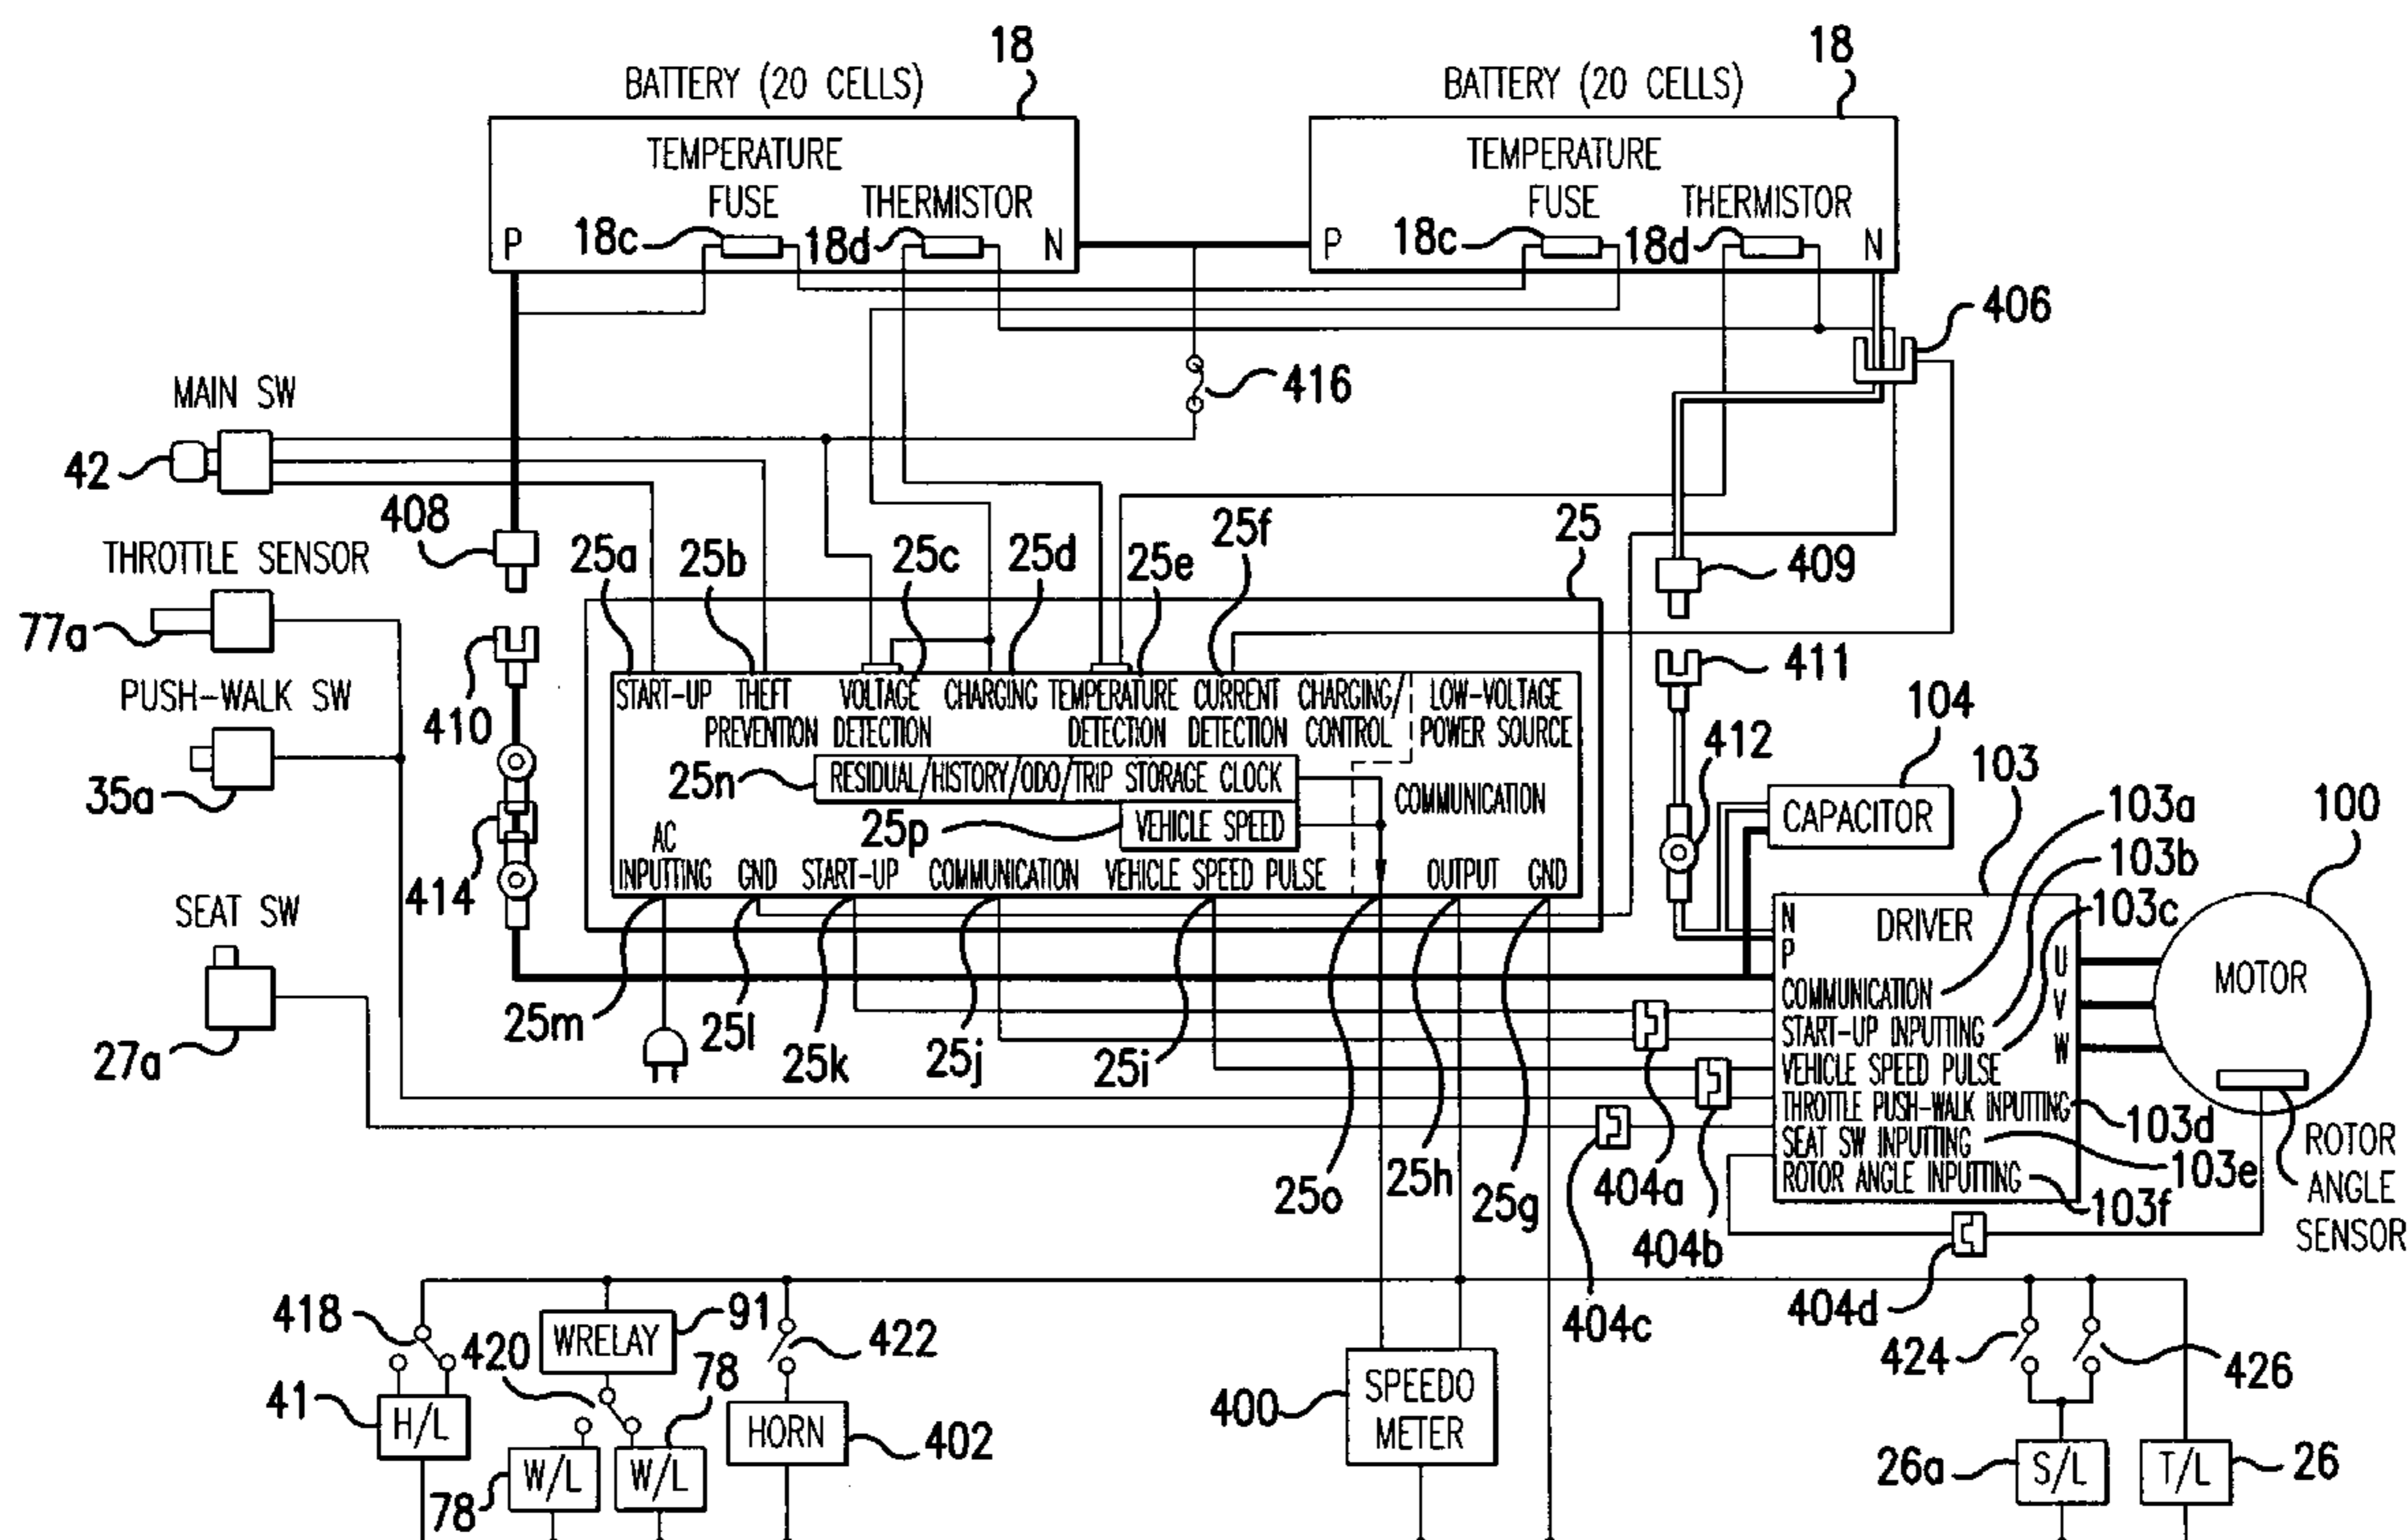 18
18
BATTERY (20 CELLS)
BATTERY (20 CELLS)
TEMPERATURE
FUSE
THERMISTOR
TEMPERATURE
FUSE
THERMISTOR
P
18c
18d
N
P
18c
18d
N
406
416
MAIN SW
42
408
THROTTLE SENSOR
77a
25a
25b
25c
25d
25e
25f
25
409
410
411
PUSH-WALK SW
35a
START-UP
THEFT
PREVENTION
VOLTAGE
DETECTION
CHARGING
TEMPERATURE
DETECTION
CURRENT
DETECTION
CHARGING/
CONTROL
LOW-VOLTAGE
POWER SOURCE
25n
RESIDUAL/HISTORY/ODO/TRIP STORAGE CLOCK
COMMUNICATION
25p
VEHICLE SPEED
AC
INPUTTING
GND
START-UP
COMMUNICATION
VEHICLE SPEED PULSE
OUTPUT
GND
414
412
104
CAPACITOR
103
103a
103b
103c
100
SEAT SW
27a
N
P
DRIVER
U
V
W
MOTOR
COMMUNICATION
START-UP INPUTTING
VEHICLE SPEED PULSE
THROTTLE PUSH-WALK INPUTTING
SEAT SW INPUTTING
ROTOR ANGLE INPUTTING
103d
103e
103f
ROTOR
ANGLE
SENSOR
25m
25l
25k
25j
25i
25o
25h
25g
404a
404b
404c
404d
418
WRELAY
91
420
78
422
41
H/L
W/L
78
W/L
HORN
402
400
SPEEDO
METER
424
426
26a
S/L
T/L
26